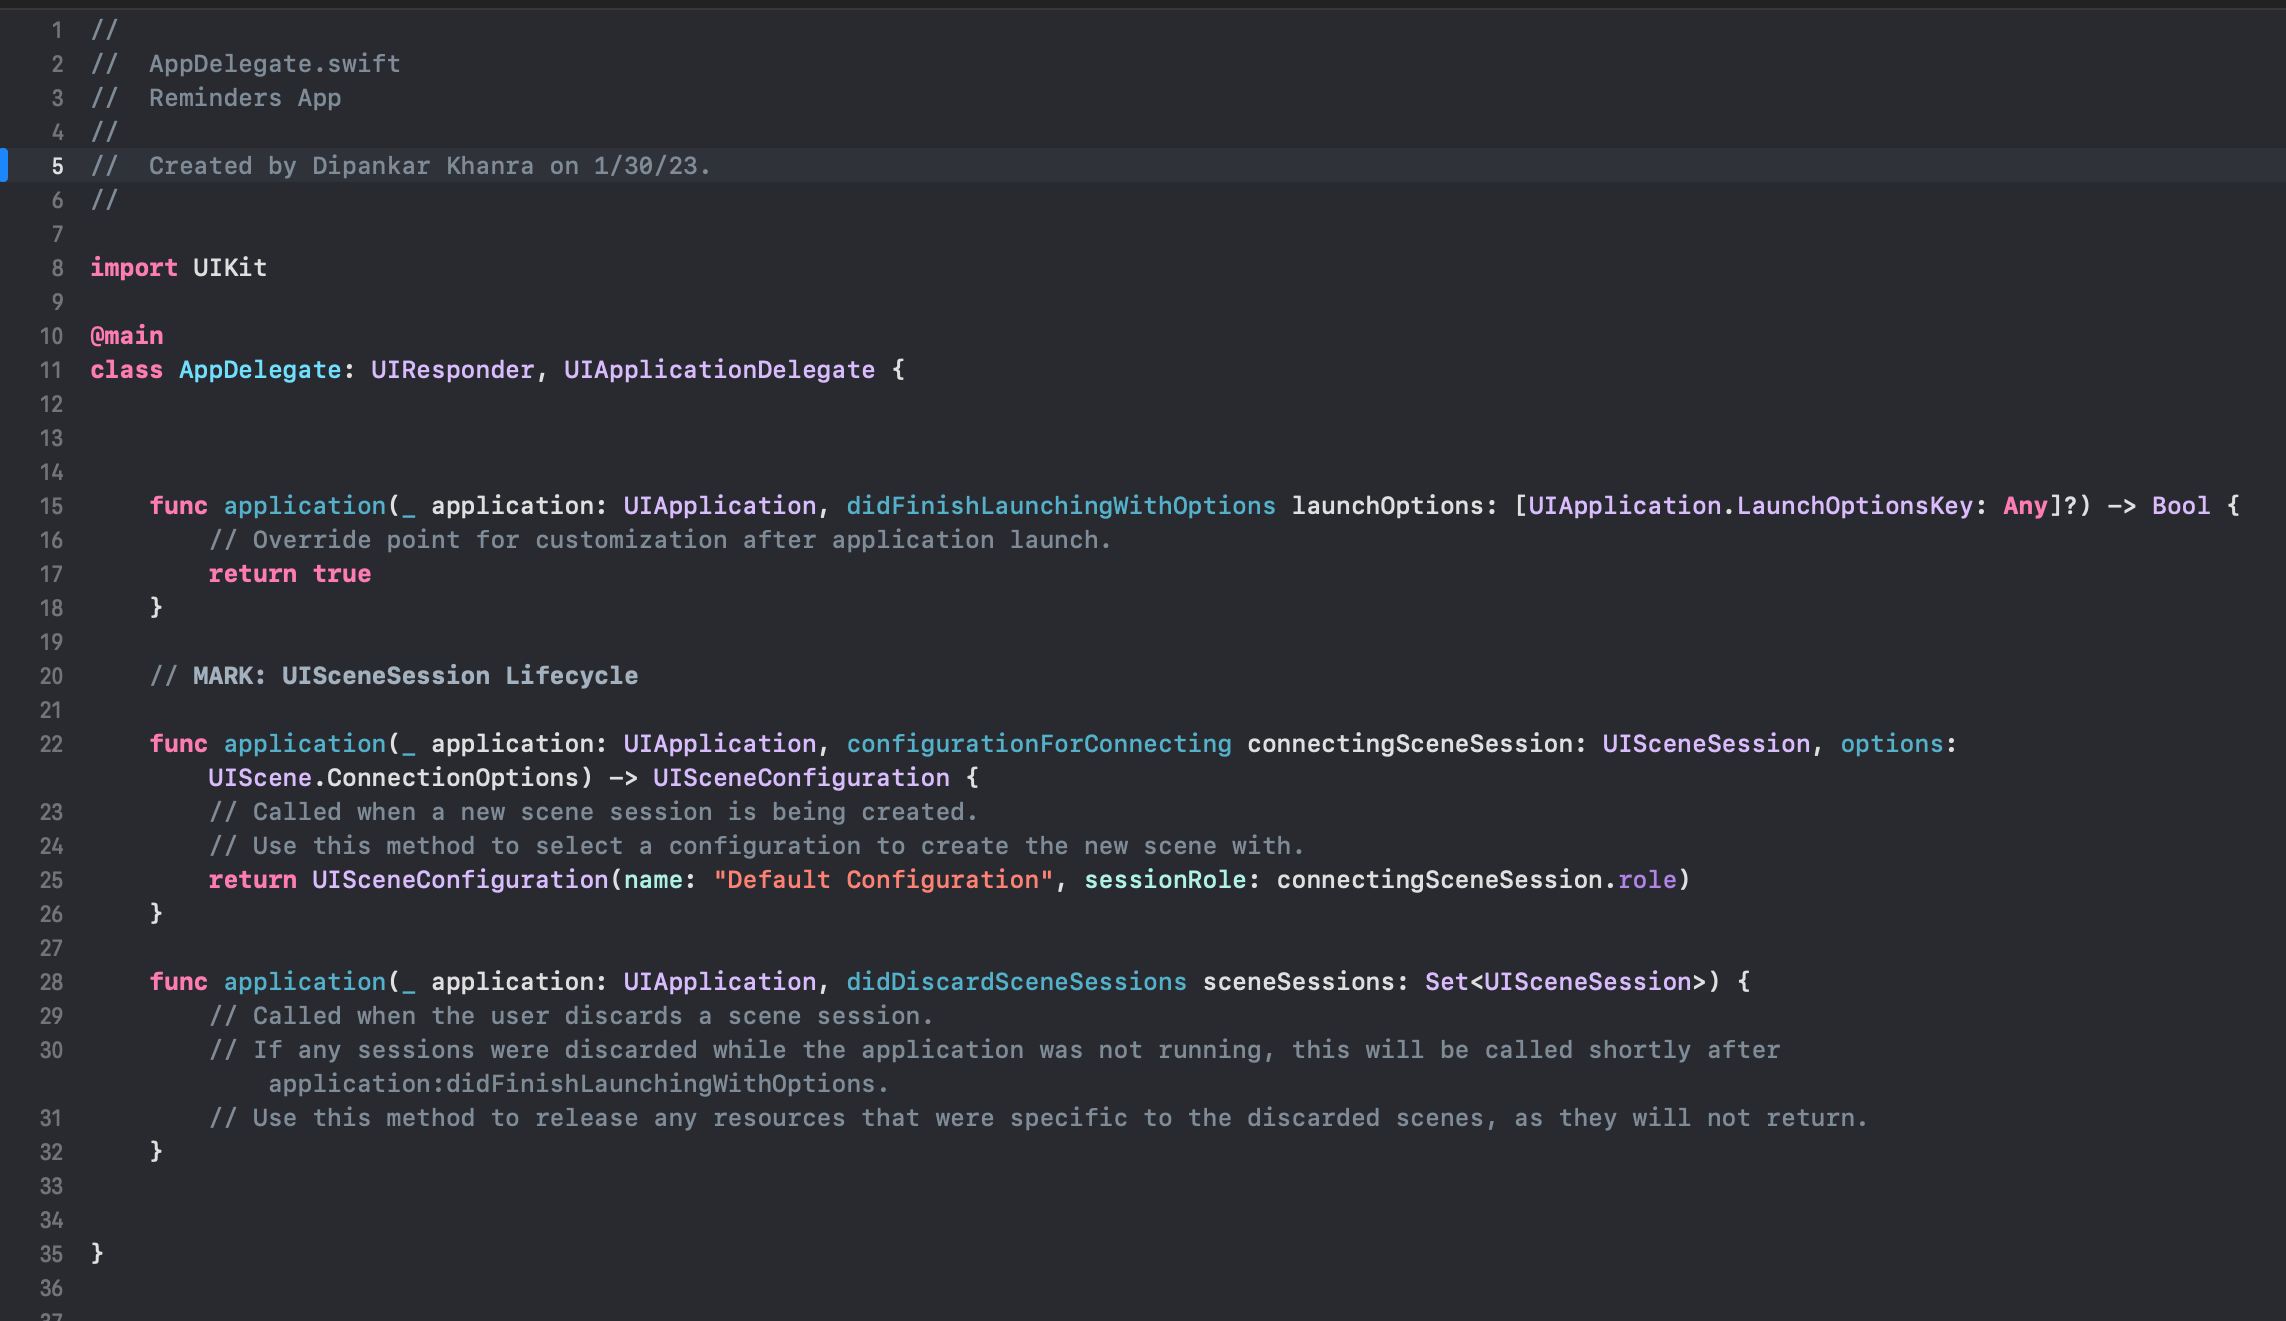 1 //
2 //  AppDelegate.swift
3 //  Reminders App
4 //
5 //  Created by Dipankar Khanra on 1/30/23.
6 //
7
8 import UIKit
9
10 @main
11 class AppDelegate: UIResponder, UIApplicationDelegate {
12
13
14
15     func application(_ application: UIApplication, didFinishLaunchingWithOptions launchOptions: [UIApplication.LaunchOptionsKey: Any]?) -> Bool {
16         // Override point for customization after application launch.
17         return true
18     }
19
20     // MARK: UISceneSession Lifecycle
21
22     func application(_ application: UIApplication, configurationForConnecting connectingSceneSession: UISceneSession, options:
        UIScene.ConnectionOptions) -> UISceneConfiguration {
23         // Called when a new scene session is being created.
24         // Use this method to select a configuration to create the new scene with.
25         return UISceneConfiguration(name: "Default Configuration", sessionRole: connectingSceneSession.role)
26     }
27
28     func application(_ application: UIApplication, didDiscardSceneSessions sceneSessions: Set<UISceneSession>) {
29         // Called when the user discards a scene session.
30         // If any sessions were discarded while the application was not running, this will be called shortly after
            application:didFinishLaunchingWithOptions.
31         // Use this method to release any resources that were specific to the discarded scenes, as they will not return.
32     }
33
34
35 }
36
37